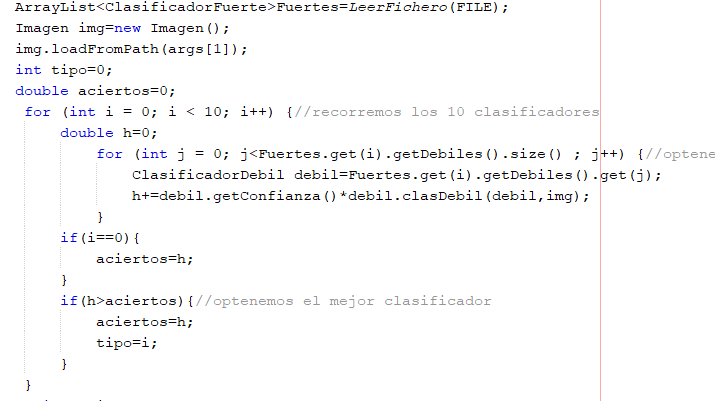 ArrayList<ClasificadorFuerte>Fuertes=LeerFichero(FILE);
Imagen img=new Imagen();
img.loadFromPath(args[1]);
int tipo=0;
double aciertos=0;
for (int i = 0; i < 10; i++) {//recorremos los 10 clasificadores
double h=0;
for (int j = 0; j<Fuertes.get(i).getDebiles().size() ; j++) {//optene
ClasificadorDebil debil=Fuertes.get(i).getDebiles().get(j);
h+=debil.getConfianza()*debil.clasDebil(debil,img);
}
if(i==0){
aciertos=h;
}
if(h>aciertos){//optenemos el mejor clasificador
aciertos=h;
tipo=i;
}
}